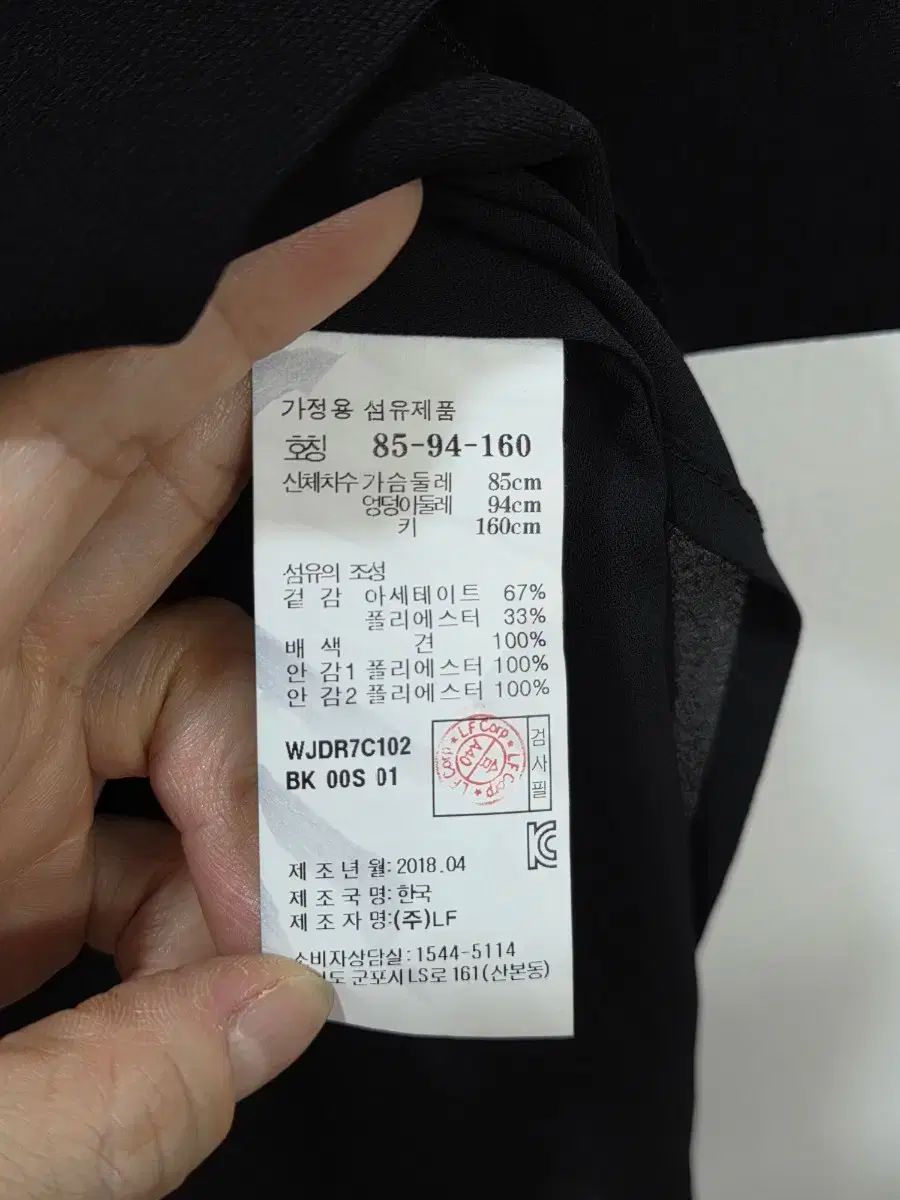 가정용 섬유제품
호칭 85-94-160
신체치수 가슴둘레 85cm
엉덩이둘레 94cm
키 160cm
섬유의 조성
겉감 아세테이트 67%
폴리에스터 33%
배색 견 100%
안감1 폴리에스터 100%
안감2 폴리에스터 100%
WJDR7C102
BK 00S 01
LF Corp ★ LF Corp ★ LF Corp ★
검사필
제조년월: 2018.04
제조국명: 한국
제조자명: (주)LF
소비자상담실: 1544-5114
군포시 LS로 161(산본동)